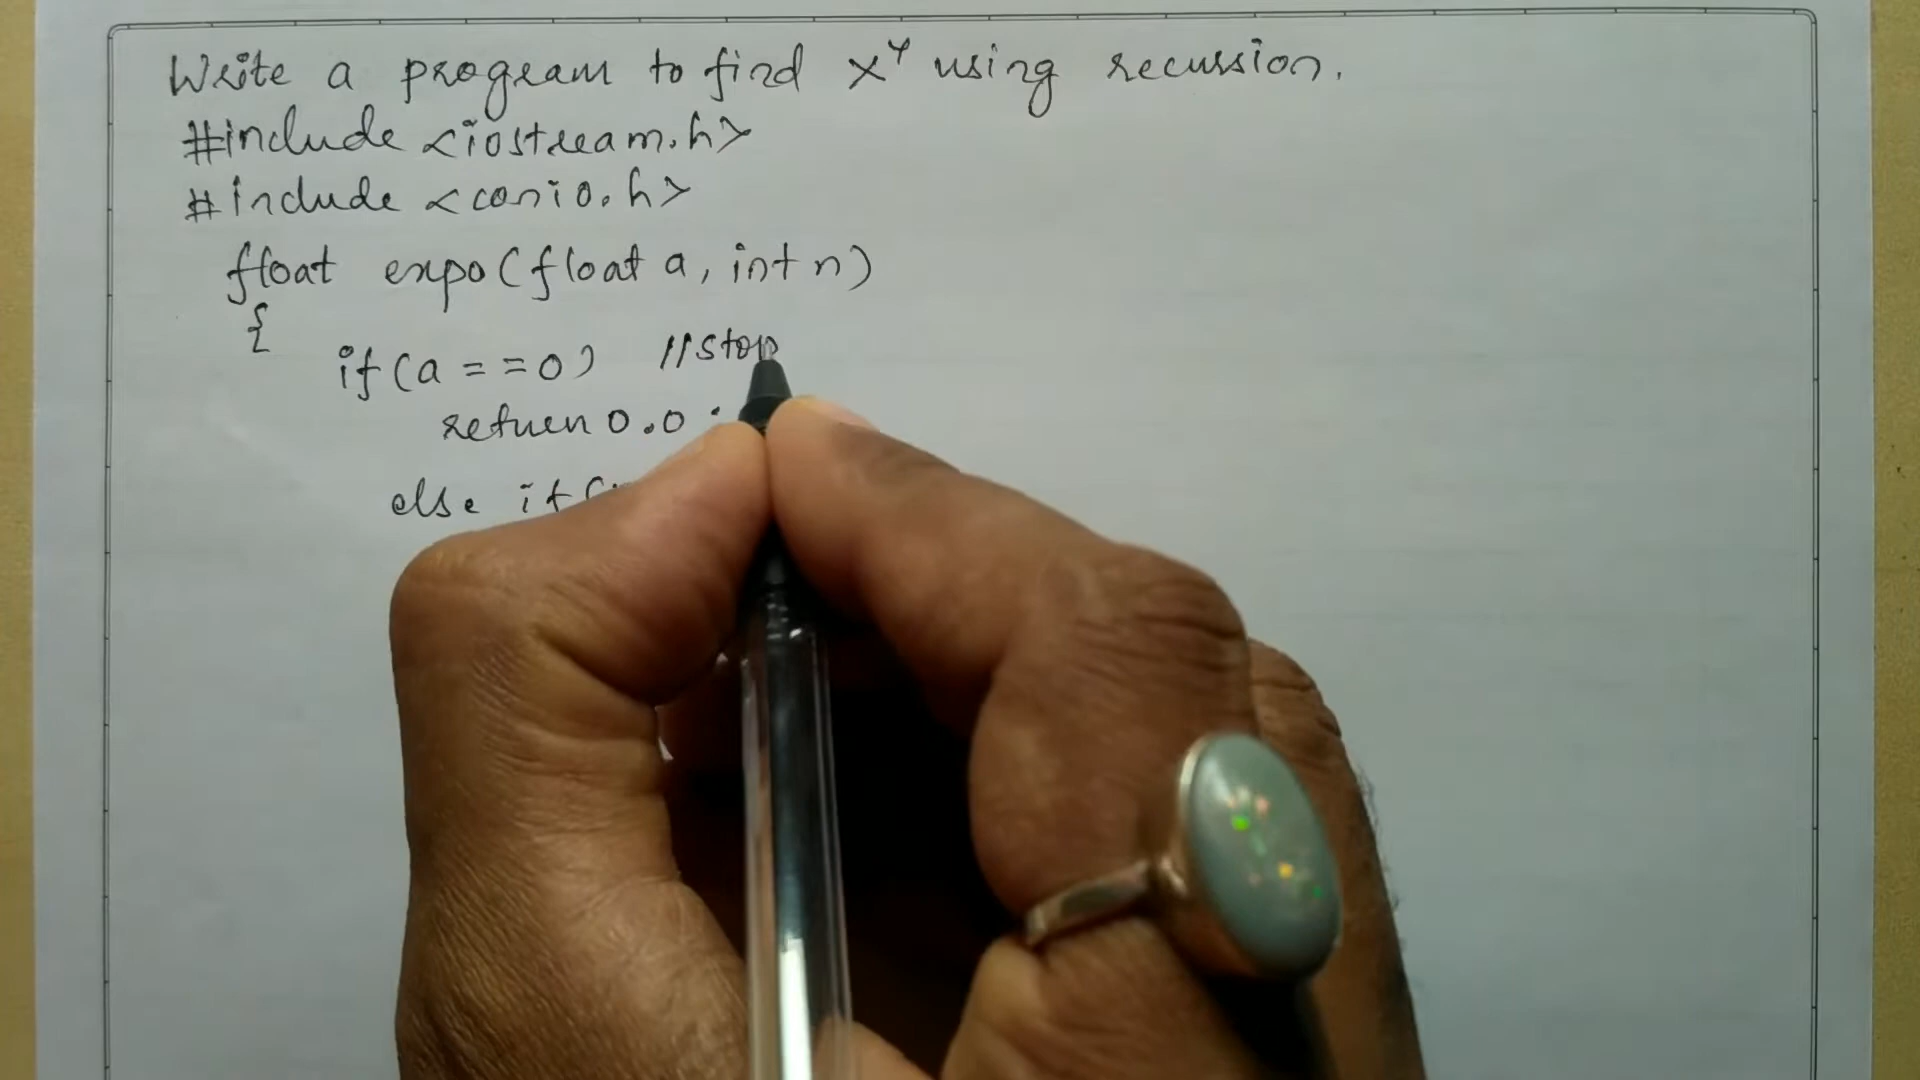 Write a program to find x^y using recussion.
#include <iostream.h>
#include <conio.h>
float expo(float a, int n)
{
if(a == 0) //stop
return 0.0
else if(